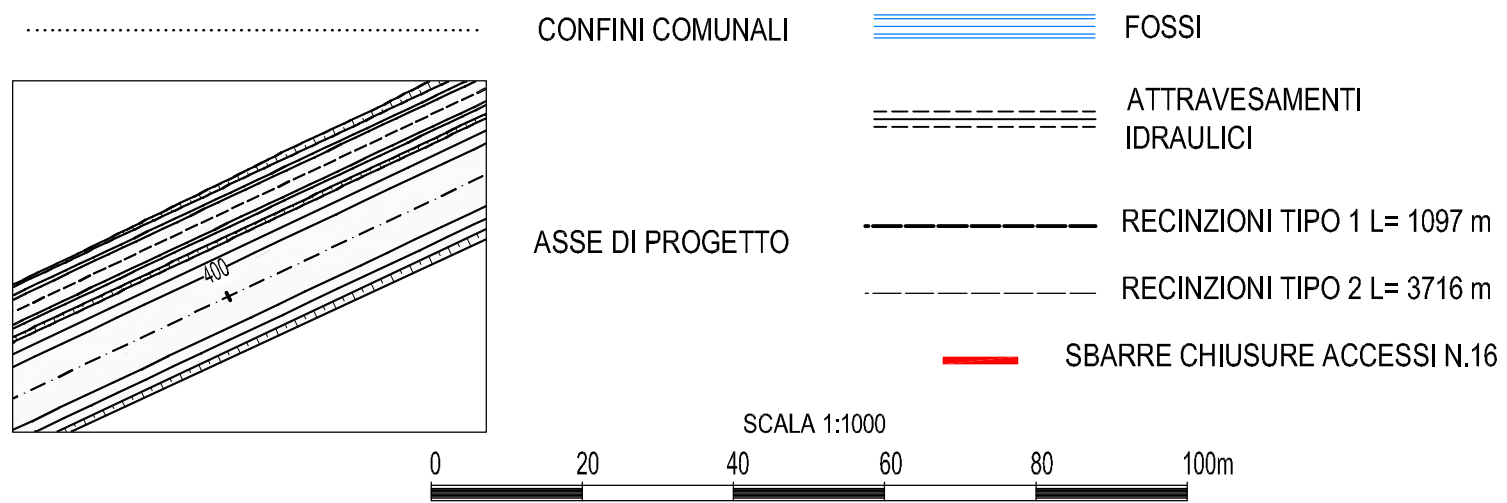 CONFINI COMUNALI
FOSSI
ATTRAVESAMENTI
IDRAULICI
400
ASSE DI PROGETTO
RECINZIONI TIPO 1 L= 1097 m
RECINZIONI TIPO 2 L= 3716 m
SBARRE CHIUSURE ACCESSI N.16
SCALA 1:1000
0 20 40 60 80 100m